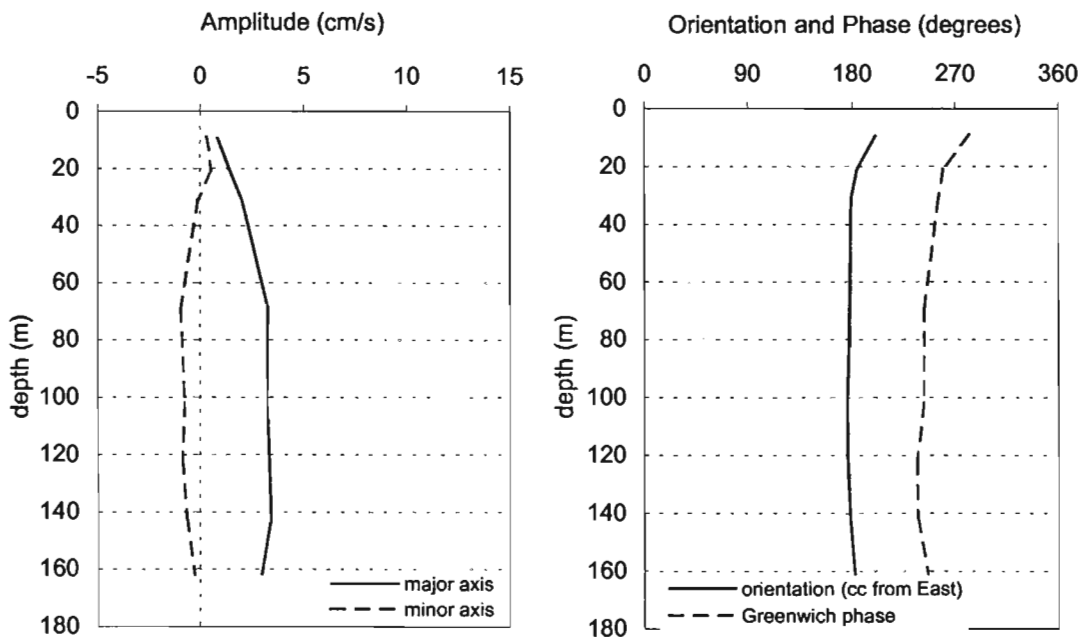 Amplitude (cm/s)
-5 0 5 10 15
0
20
40
60
80
100
120
140
160
180
depth (m)
major axis
minor axis
Orientation and Phase (degrees)
0 90 180 270 360
0
20
40
60
80
100
120
140
160
180
depth (m)
orientation (cc from East)
Greenwich phase